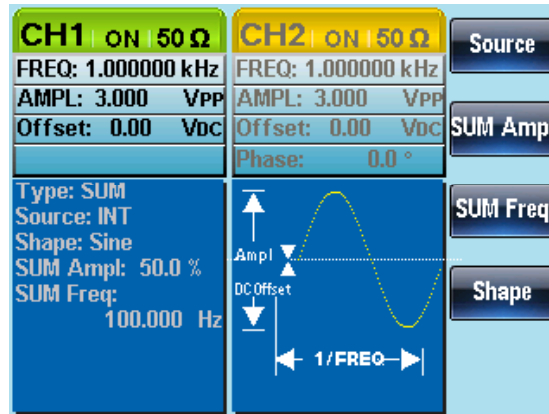 CH1 ON 50 Ω
FREQ: 1.000000 kHz
AMPL: 3.000 VPP
Offset: 0.00 VDC
Type: SUM
Source: INT
Shape: Sine
SUM Ampl: 50.0 %
SUM Freq:
100.000 Hz
CH2 ON 50 Ω
FREQ: 1.000000 kHz
AMPL: 3.000 VPP
Offset: 0.00 VDC
Phase: 0.0 °
Ampl
DC Offset
1/FREQ
Source
SUM Amp
SUM Freq
Shape